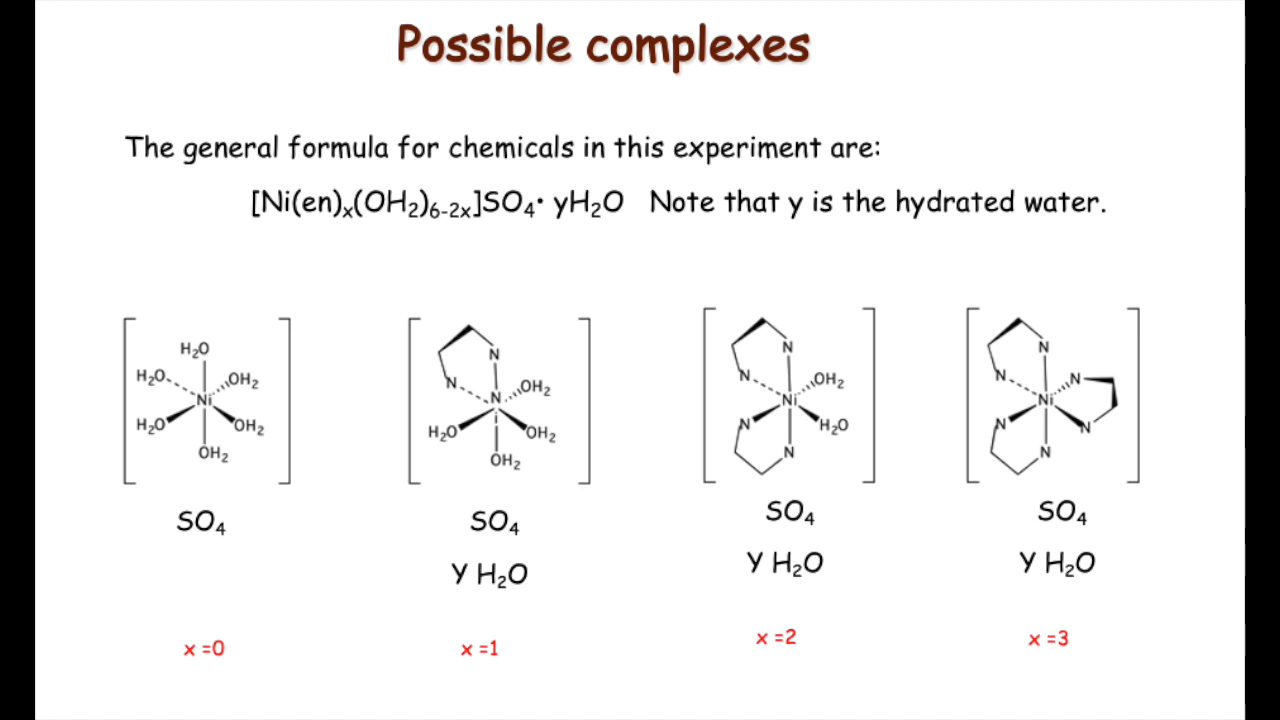 Possible complexes
The general formula for chemicals in this experiment are:
[Ni(en)ₓ(OH₂)₆₋₂ₓ]SO₄· yH₂O Note that y is the hydrated water.
H₂O
H₂O OH₂
Ni
H₂O OH₂
OH₂
SO₄
x =0
N
N OH₂
N
H₂O OH₂
OH₂
SO₄
Y H₂O
x =1
N
N OH₂
Ni
N H₂O
N
SO₄
Y H₂O
x =2
N
N N
Ni
N N
N
SO₄
Y H₂O
x =3